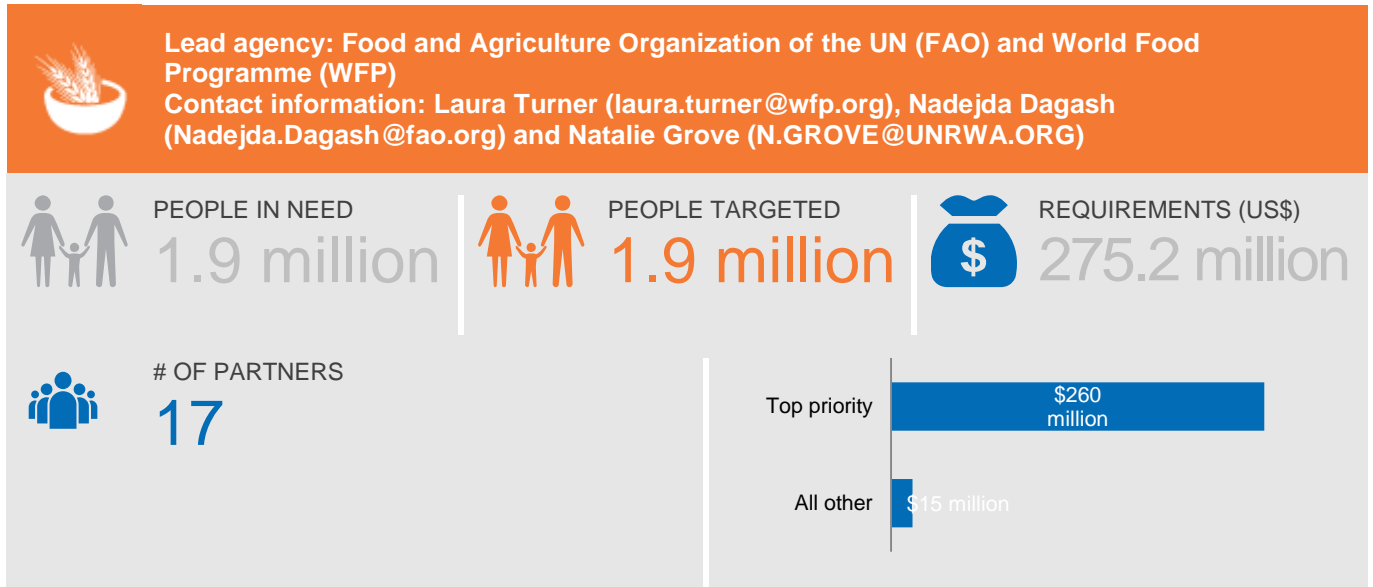 Lead agency: Food and Agriculture Organization of the UN (FAO) and World Food
Programme (WFP)
Contact information: Laura Turner (laura.turner@wfp.org), Nadejda Dagash
(Nadejda.Dagash@fao.org) and Natalie Grove (N.GROVE@UNRWA.ORG)
PEOPLE IN NEED
1.9 million
PEOPLE TARGETED
1.9 million
$
REQUIREMENTS (US$)
275.2 million
# OF PARTNERS
17
Top priority
$260
million
All other
$15 million